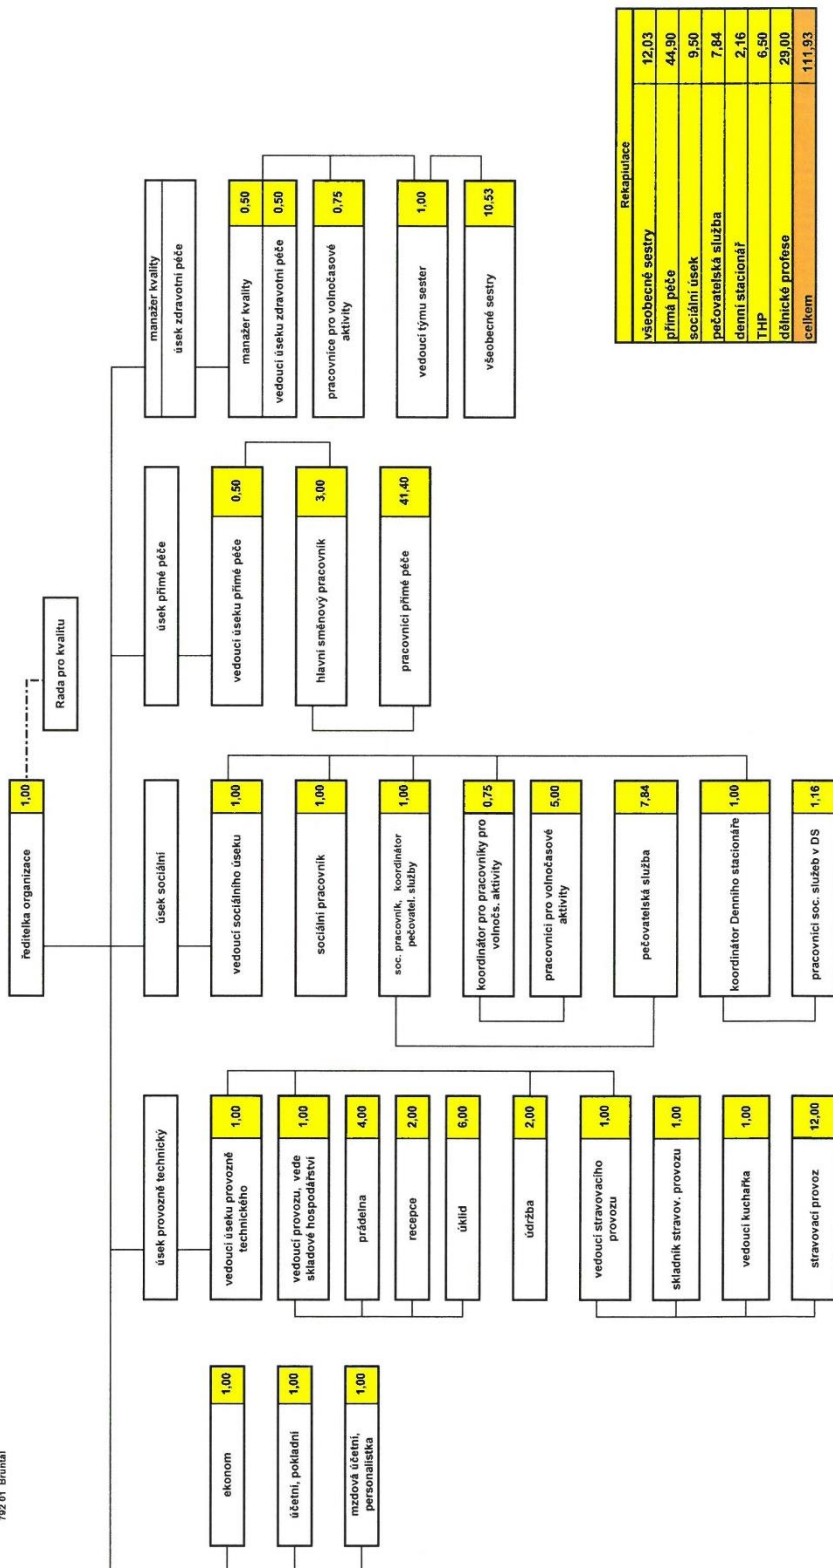 792 01 Bruntál
ředitelka organizace
1,00
Rada pro kvalitu
ekonom
1,00
účetní, pokladní
1,00
mzdová účetní,
personalistka
1,00
úsek provozně technický
vedoucí úseku provozně
technického
1,00
vedoucí provozu, vede
skladové hospodářství
1,00
prádelna
4,00
recepce
2,00
úklid
6,00
údržba
2,00
vedoucí stravovacího
provozu
1,00
skladník stravov. provozu
1,00
vedoucí kuchařka
1,00
stravovací provoz
12,00
úsek sociální
vedoucí sociálního úseku
1,00
sociální pracovník
1,00
soc. pracovník, koordinátor
pečovatel. služby
1,00
koordinátor pro pracovníky pro
volnočs. aktivity
0,75
pracovníci pro volnočasové
aktivity
5,00
pečovatelská služba
7,84
koordinátor Denního stacionáře
1,00
pracovníci soc. služeb v DS
1,16
úsek přímé péče
vedoucí úseku přímé péče
0,50
hlavní směnový pracovník
3,00
pracovníci přímé péče
41,40
manažer kvality
úsek zdravotní péče
manažer kvality
0,50
vedoucí úseku zdravotní péče
0,50
pracovnice pro volnočasové
aktivity
0,75
vedoucí týmu sester
1,00
všeobecné sestry
10,53
Rekapiulace
všeobecné sestry 12,03
přímá péče 44,90
sociální úsek 9,50
pečovatelská služba 7,84
denní stacionář 2,16
THP 6,50
dělnické profese 29,00
celkem 111,93